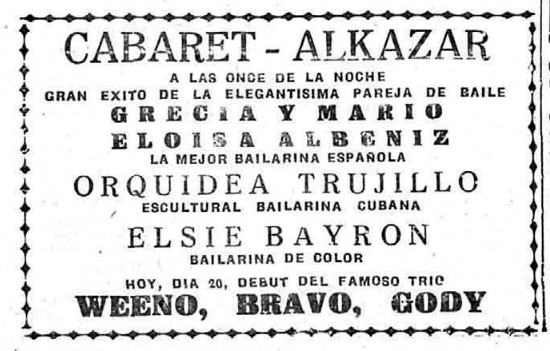 CABARET - ALKAZAR
A LAS ONCE DE LA NOCHE
GRAN EXITO DE LA ELEGANTISIMA PAREJA DE BAILE
GRECIA Y MARIO
ELOISA ALBENIZ
LA MEJOR BAILARINA ESPAÑOLA
ORQUIDEA TRUJILLO
ESCULTURAL BAILARINA CUBANA
ELSIE BAYRON
BAILARINA DE COLOR
HOY, DIA 20, DEBUT DEL FAMOSO TRIO
WEENO, BRAVO, GODY